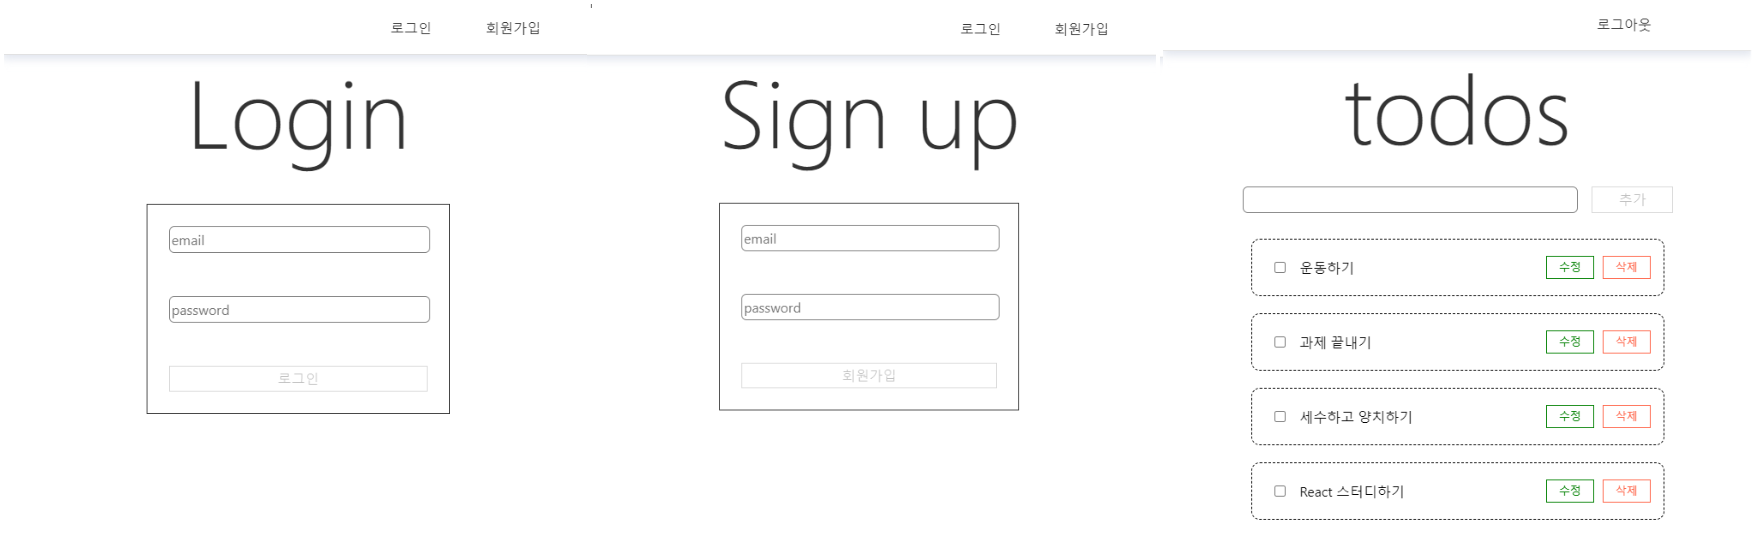 로그인 회원가입
Login
email
password
로그인
로그인 회원가입
Sign up
email
password
회원가입
로그아웃
todos
추가
운동하기 수정 삭제
과제 끝내기 수정 삭제
세수하고 양치하기 수정 삭제
React 스터디하기 수정 삭제